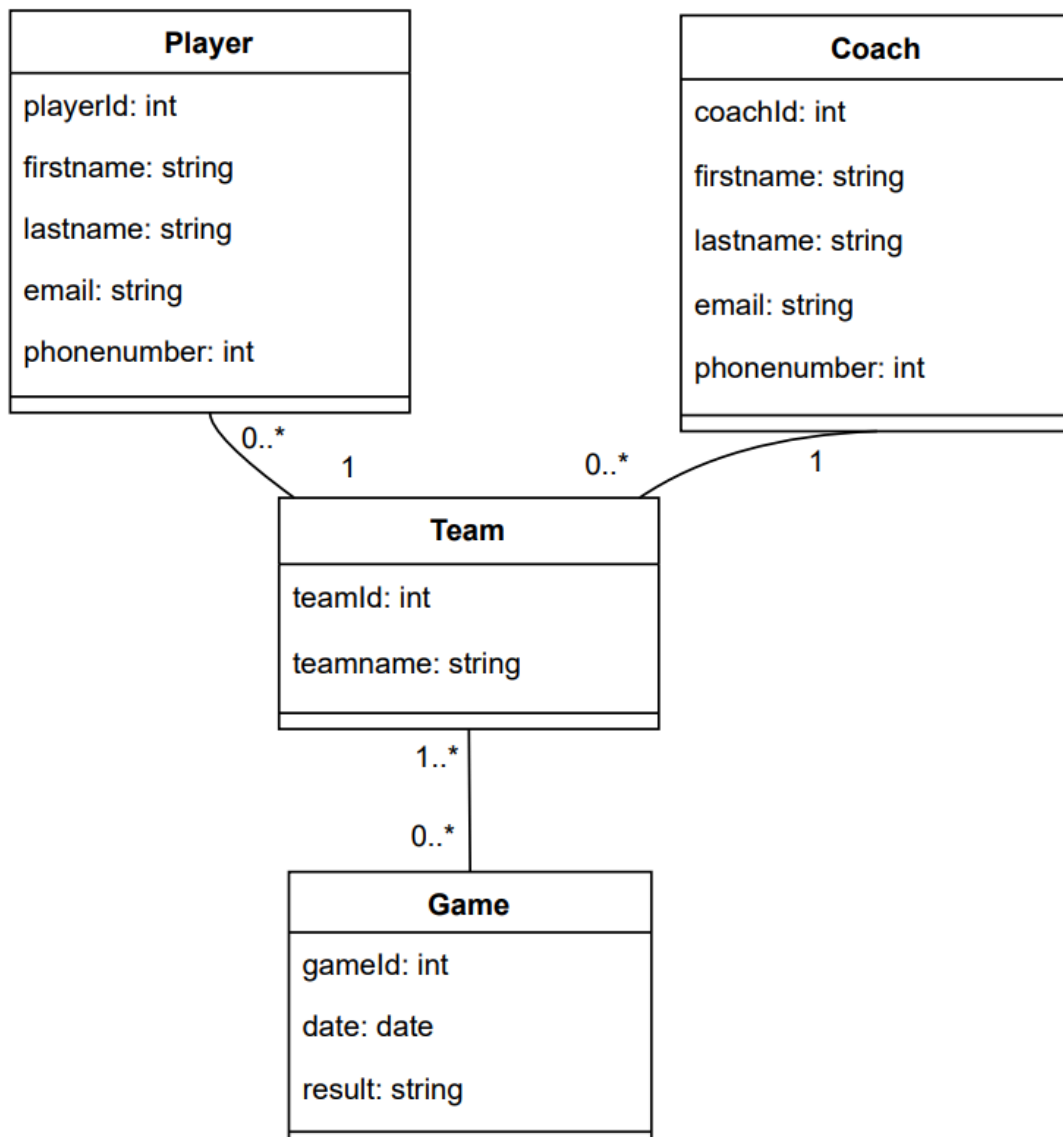 Player
playerId: int
firstname: string
lastname: string
email: string
phonenumber: int
Coach
coachId: int
firstname: string
lastname: string
email: string
phonenumber: int
0..*
1
0..*
1
Team
teamId: int
teamname: string
1..*
0..*
Game
gameId: int
date: date
result: string